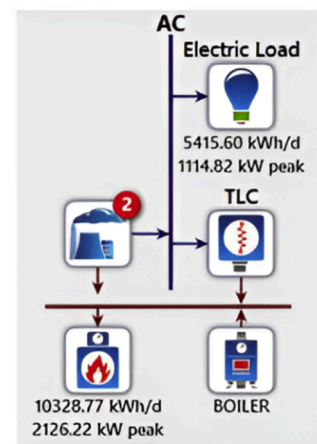 AC
Electric Load
5415.60 kWh/d
1114.82 kW peak
2
TLC
10328.77 kWh/d
2126.22 kW peak
BOILER